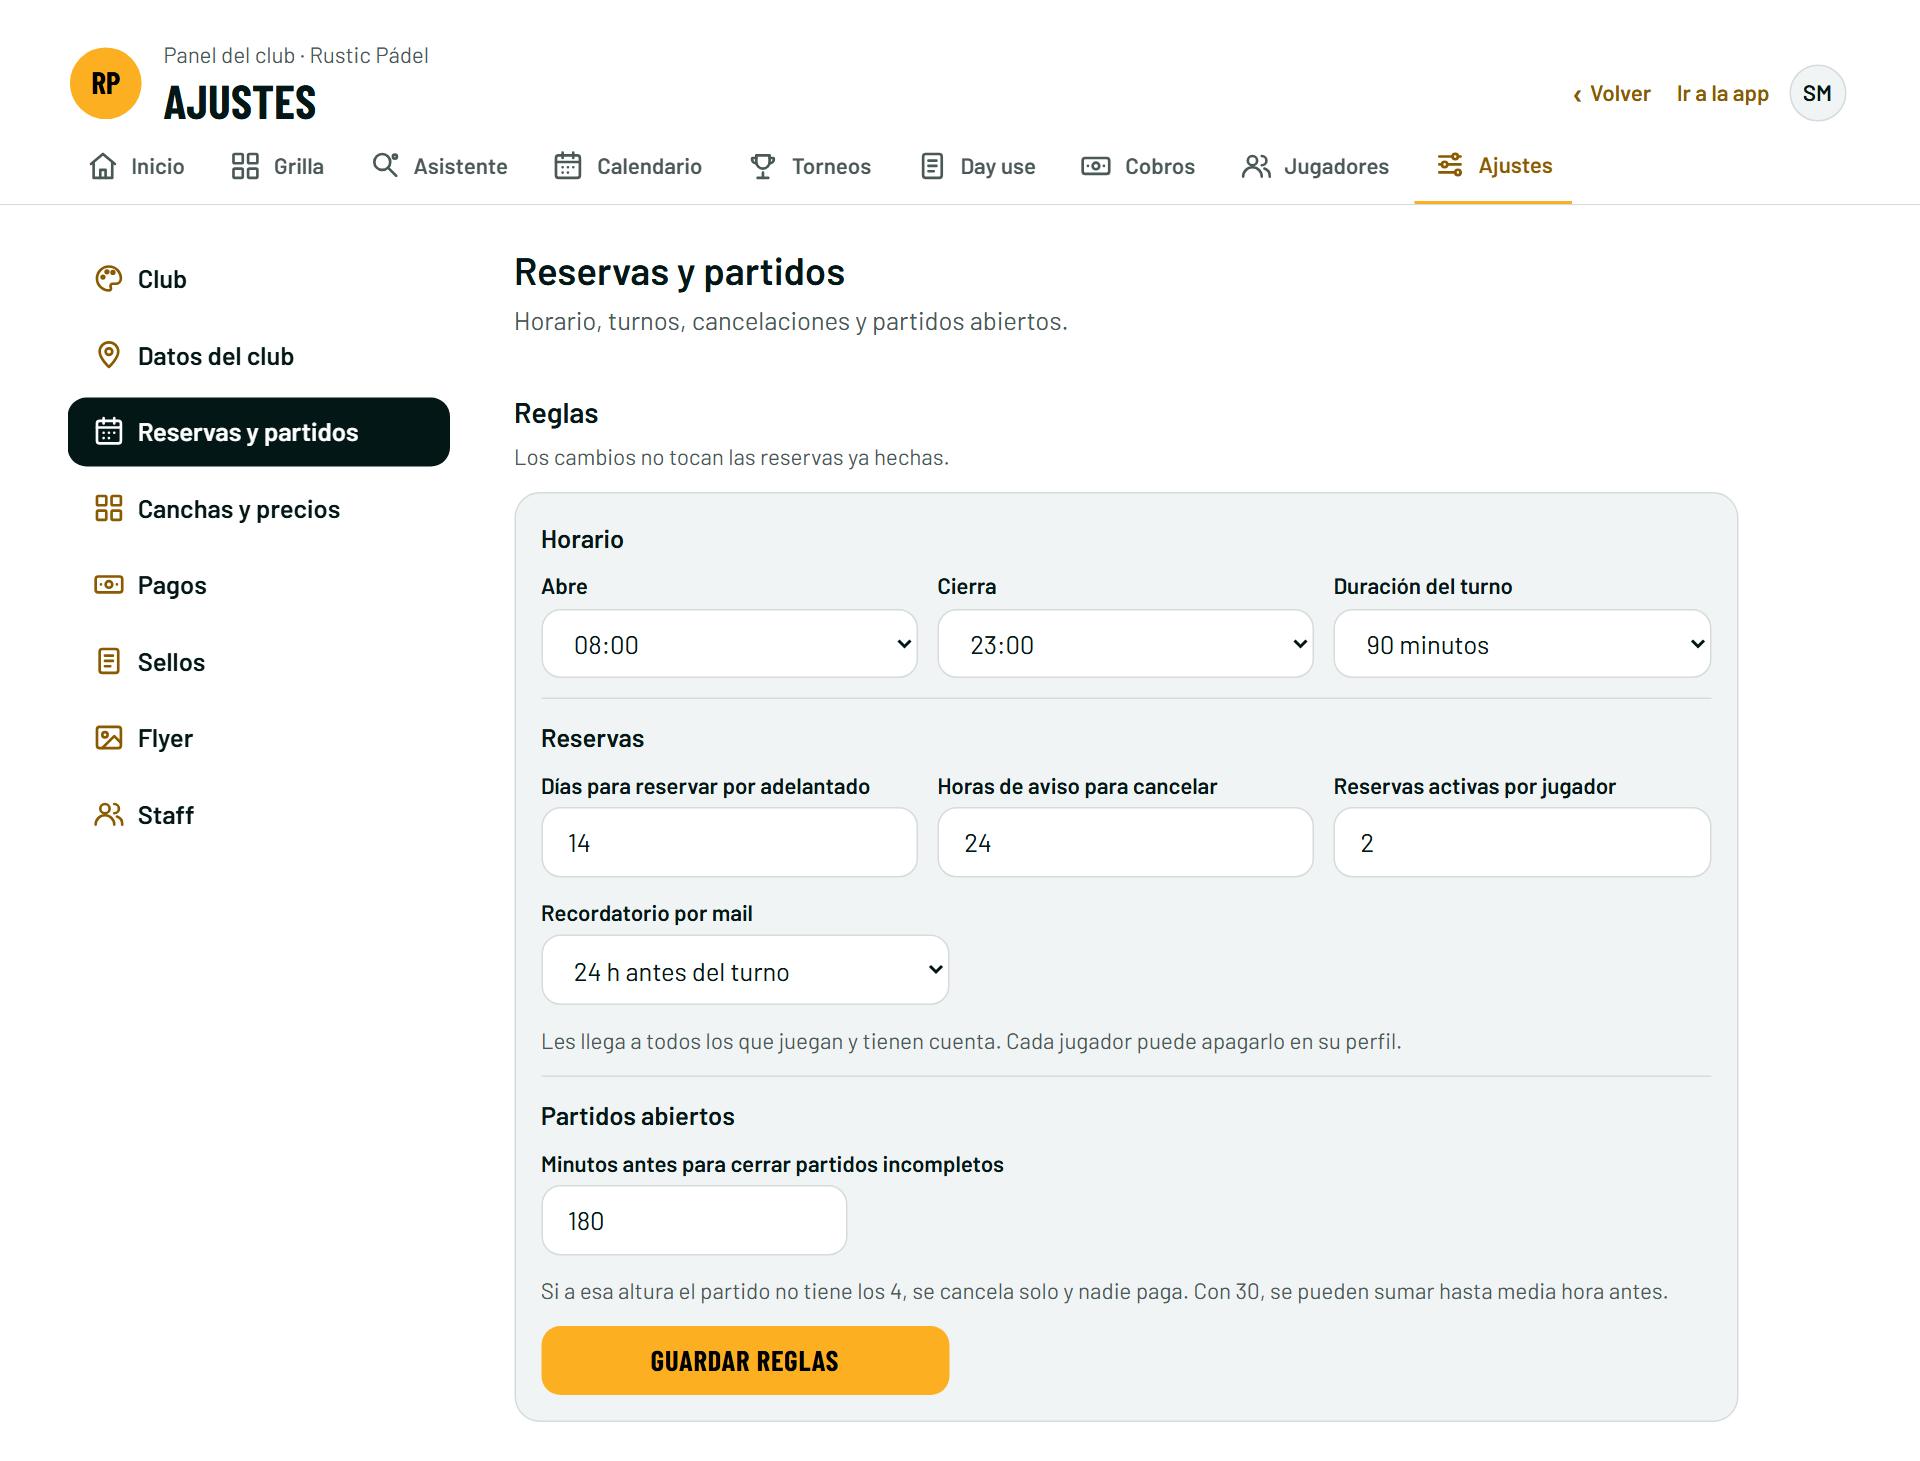 RP
Panel del club · Rustic Pádel
AJUSTES
‹ Volver
Ir a la app
SM
Inicio
Grilla
Asistente
Calendario
Torneos
Day use
Cobros
Jugadores
Ajustes
Club
Datos del club
Reservas y partidos
Canchas y precios
Pagos
Sellos
Flyer
Staff
Reservas y partidos
Horario, turnos, cancelaciones y partidos abiertos.
Reglas
Los cambios no tocan las reservas ya hechas.
Horario
Abre
Cierra
Duración del turno
08:00
23:00
90 minutos
Reservas
Días para reservar por adelantado
Horas de aviso para cancelar
Reservas activas por jugador
14
24
2
Recordatorio por mail
24 h antes del turno
Les llega a todos los que juegan y tienen cuenta. Cada jugador puede apagarlo en su perfil.
Partidos abiertos
Minutos antes para cerrar partidos incompletos
180
Si a esa altura el partido no tiene los 4, se cancela solo y nadie paga. Con 30, se pueden sumar hasta media hora antes.
GUARDAR REGLAS